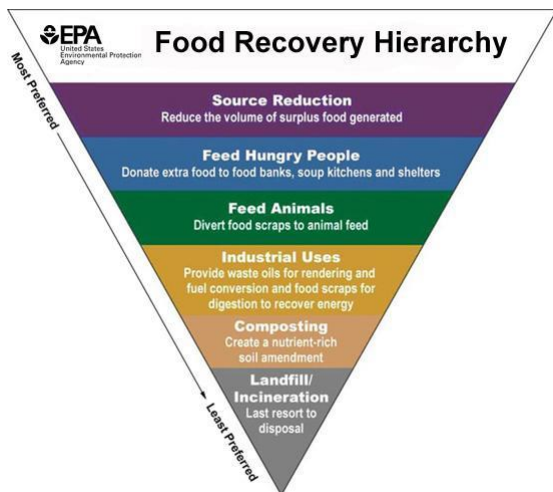 EPA
United States
Environmental Protection
Agency
Food Recovery Hierarchy
Most Preferred
Source Reduction
Reduce the volume of surplus food generated
Feed Hungry People
Donate extra food to food banks, soup kitchens and shelters
Feed Animals
Divert food scraps to animal feed
Industrial Uses
Provide waste oils for rendering and
fuel conversion and food scraps for
digestion to recover energy
Composting
Create a nutrient-rich
soil amendment
Landfill/
Incineration
Last resort to
disposal
Least Preferred